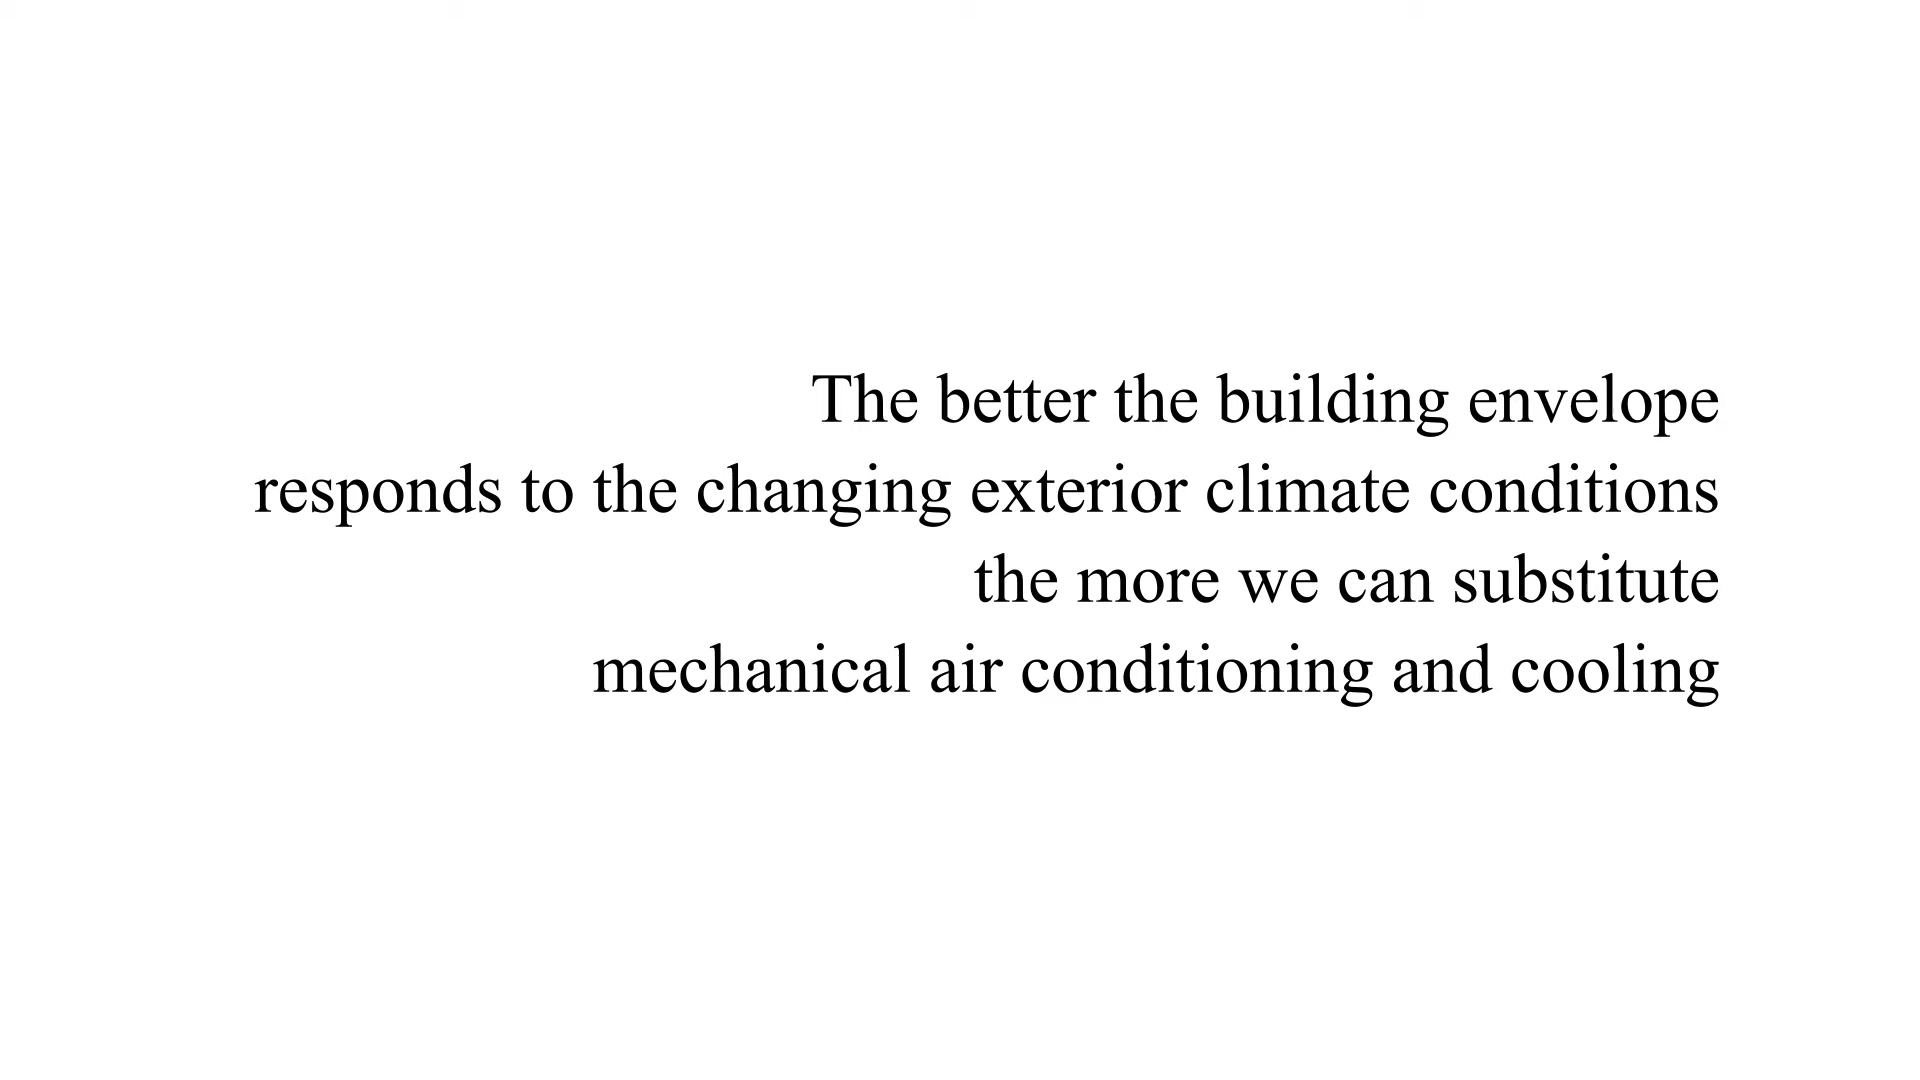 The better the building envelope
responds to the changing exterior climate conditions
the more we can substitute
mechanical air conditioning and cooling